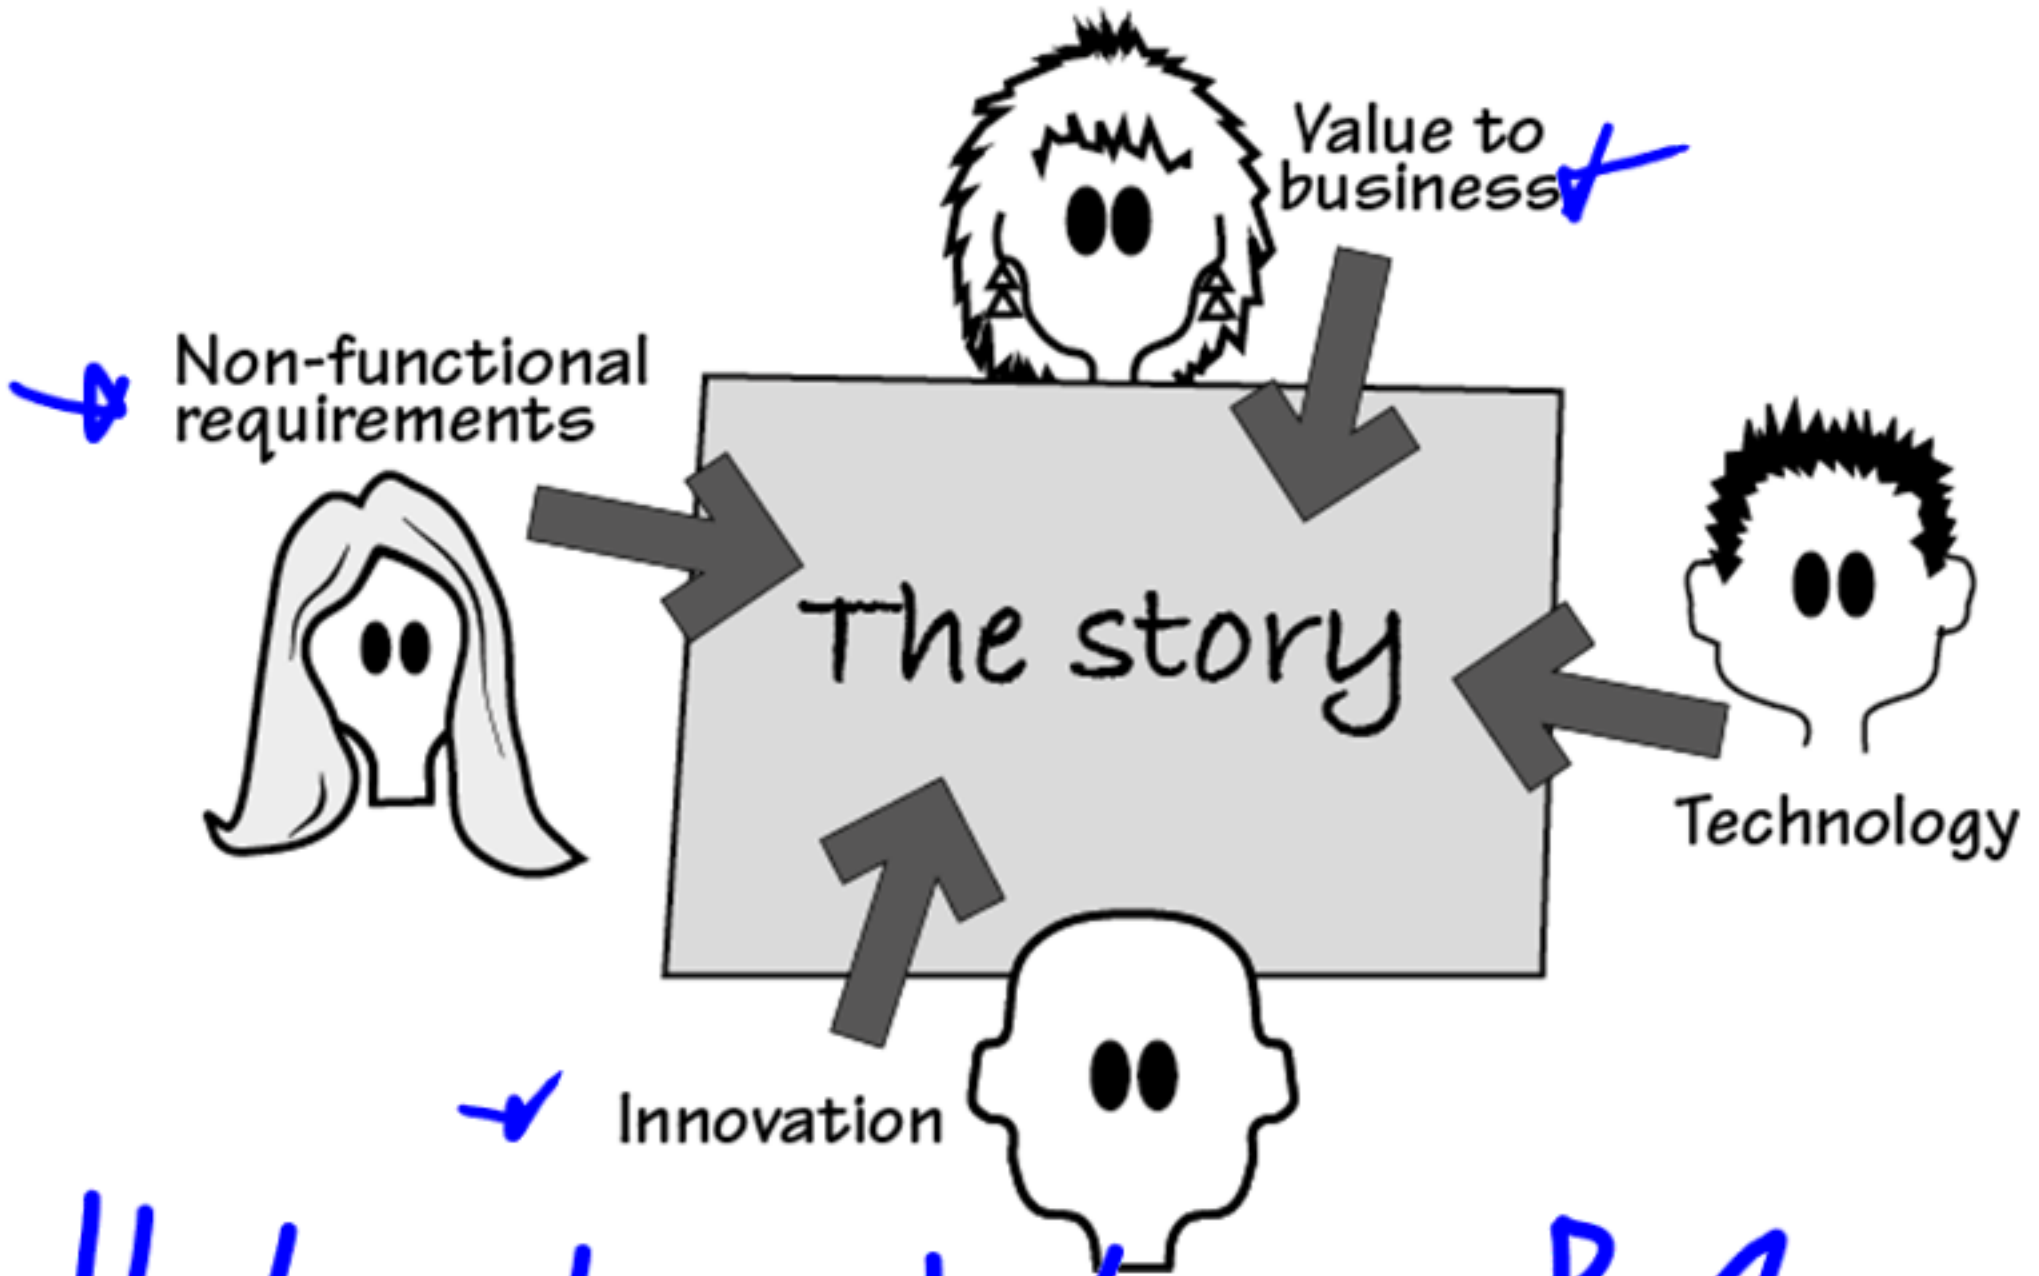 Value to
business
Non-functional
requirements
The story
Technology
Innovation